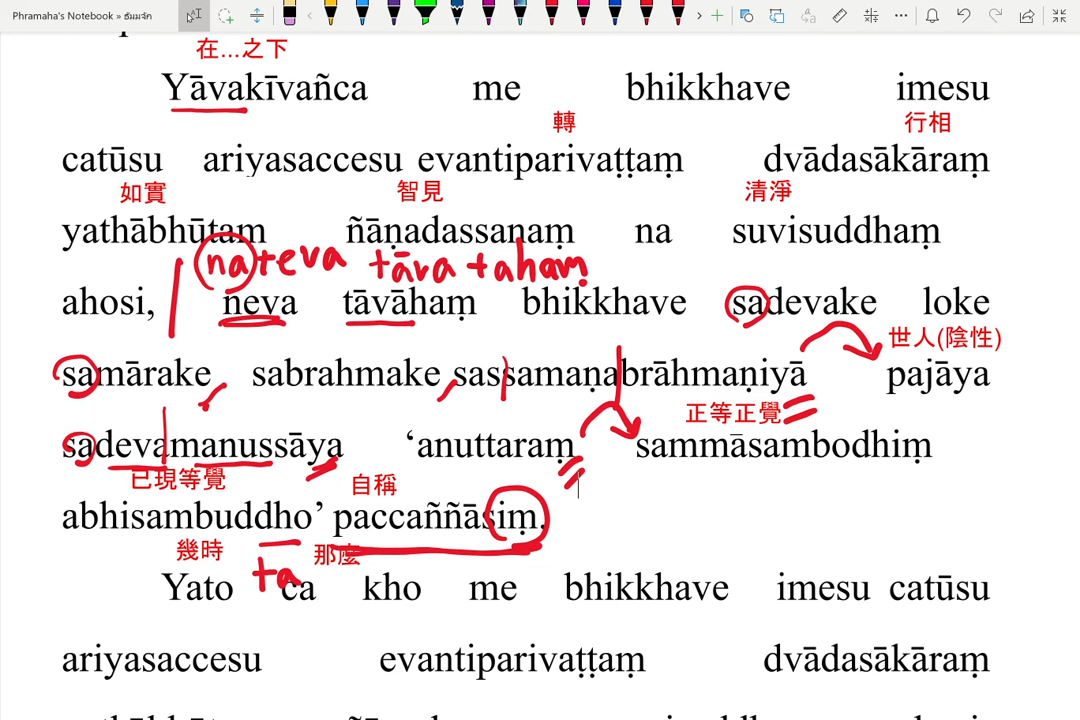 Phramaha's Notebook » ธัมมจัก
在...之下
Yāvakīvañca me bhikkhave imesu
轉 行相
catūsu ariyasaccesu evantiparivaṭṭaṃ dvādasākāraṃ
如實 智見 清淨
yathābhūtaṃ ñāṇadassanaṃ na suvisuddhaṃ
na teva tāva tahaṃ
ahosi, neva tāvāhaṃ bhikkhave sadevake loke
世人(陰性)
samārake, sabrahmake, sassamaṇabrāhmaṇiyā pajāya
正等正覺
sadevamanussāya ‘anuttaraṃ sammāsambodhiṃ
已現等覺 自稱
abhisambuddho’ paccaññāsiṃ.
幾時 ta 那麼
Yato ca kho me bhikkhave imesu catūsu
ariyasaccesu evantiparivaṭṭaṃ dvādasākāraṃ